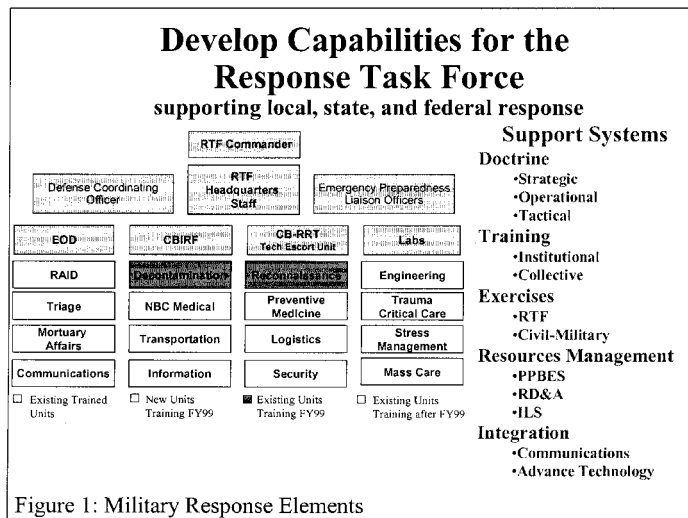 Develop Capabilities for the
Response Task Force
supporting local, state, and federal response
RTF Commander
RTF
Headquarters
Staff
Defense Coordinating
Officer
Emergency Preparedness
Liaison Officers
EOD
CBIRF
CB-RRT
Tech Escort Unit
Labs
RAID
Decontamination
Reconnaissance
Engineering
Triage
NBC Medical
Preventive
Medicine
Trauma
Critical Care
Mortuary
Affairs
Transportation
Logistics
Stress
Management
Communications
Information
Security
Mass Care
Existing Trained
Units
New Units
Training FY99
Existing Units
Training FY99
Existing Units
Training after FY99
Support Systems
Doctrine
•Strategic
•Operational
•Tactical
Training
•Institutional
•Collective
Exercises
•RTF
•Civil-Military
Resources Management
•PPBES
•RD&A
•ILS
Integration
•Communications
•Advance Technology
Figure 1: Military Response Elements